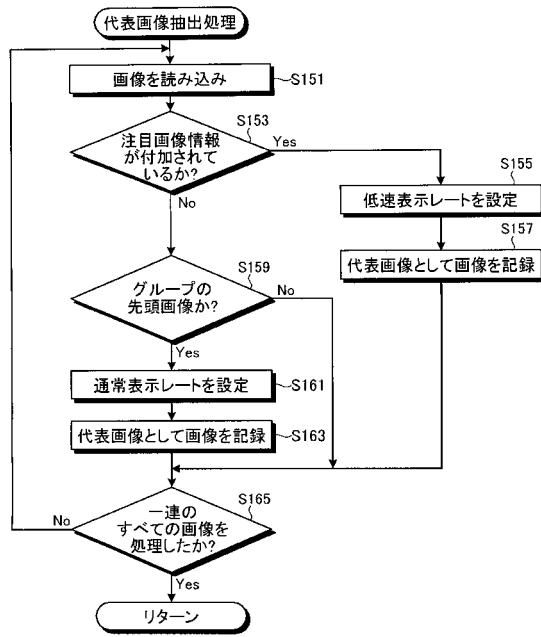 代表画像抽出処理
画像を読み込み
S151
S153
注目画像情報
が付加されて
いるか?
Yes
No
S155
低速表示レートを設定
S157
代表画像として画像を記録
S159
グループの
先頭画像か?
No
Yes
通常表示レートを設定
S161
代表画像として画像を記録
S163
S165
一連の
すべての画像を
処理したか?
No
Yes
リターン